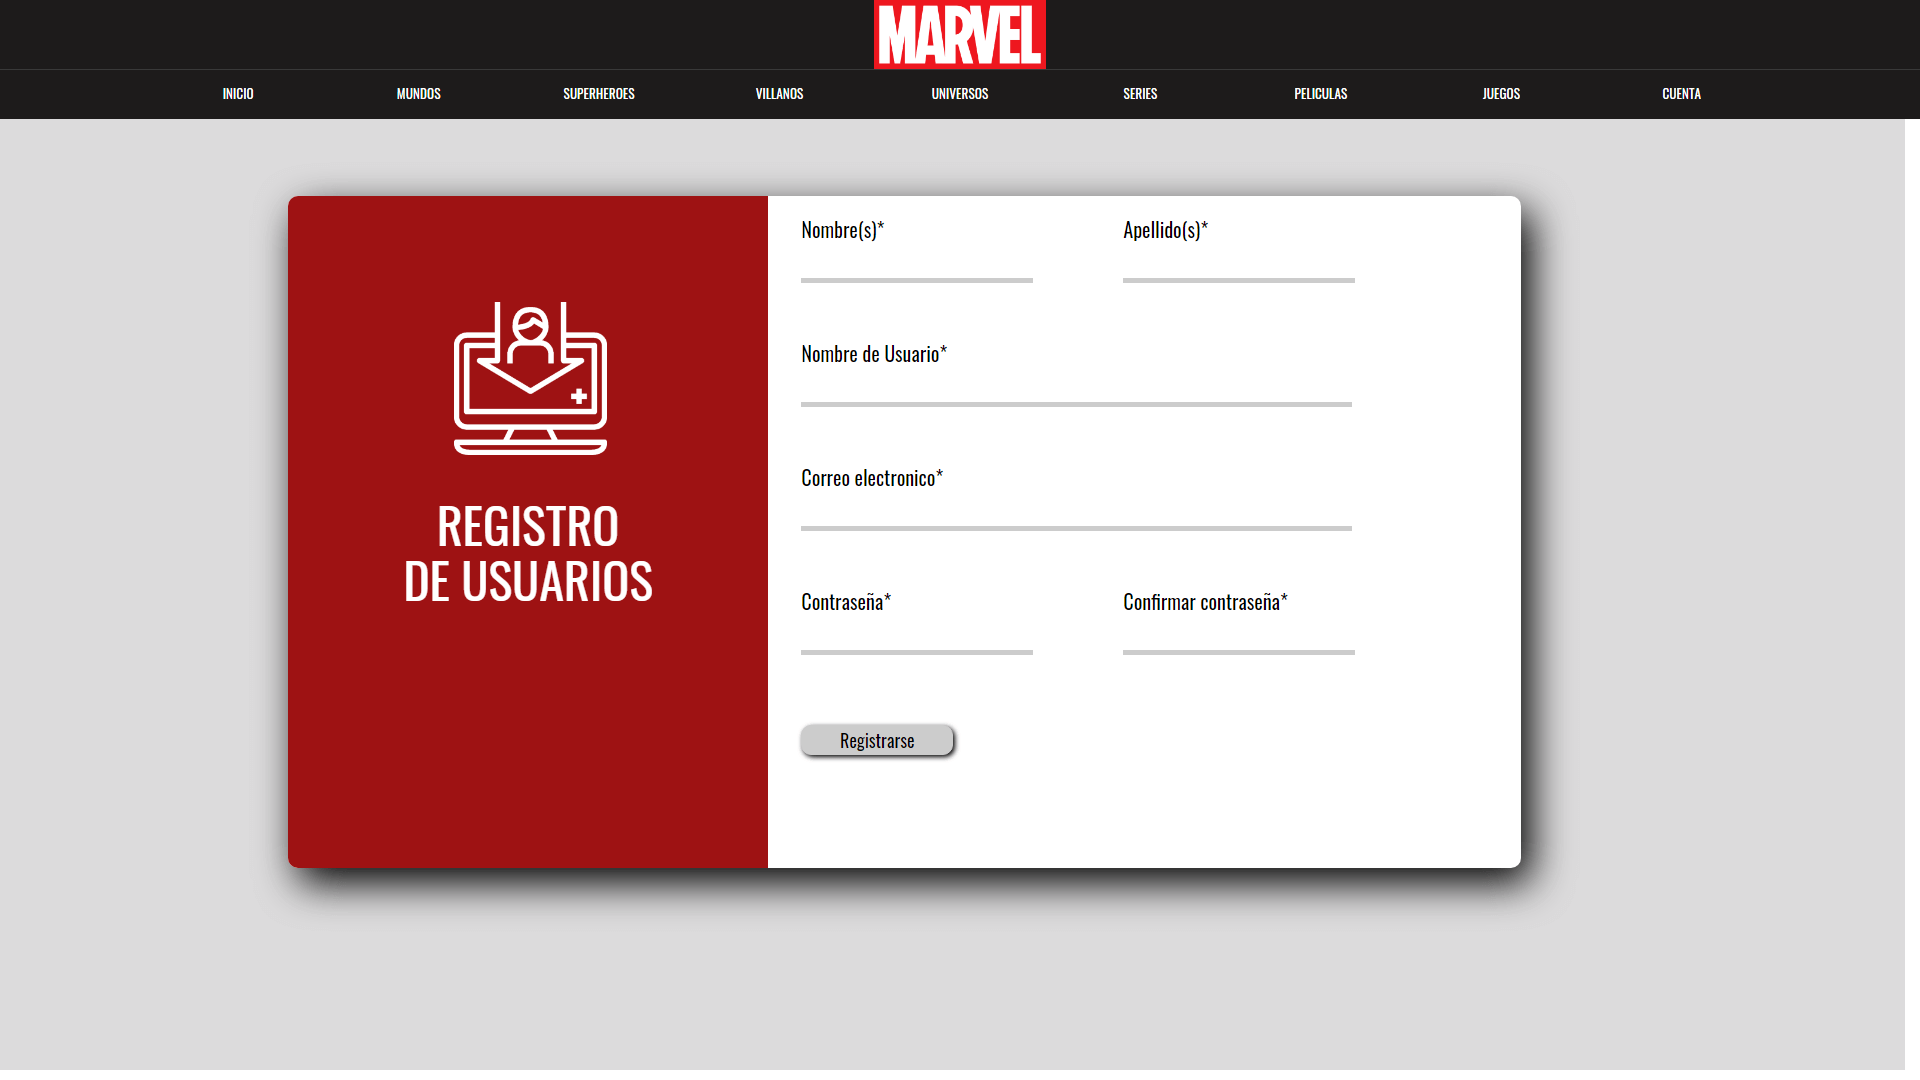 MARVEL
INICIO MUNDOS SUPERHEROES VILLANOS UNIVERSOS SERIES PELICULAS JUEGOS CUENTA
Nombre(s)* Apellido(s)*
Nombre de Usuario*
Correo electronico*
REGISTRO
DE USUARIOS
Contraseña* Confirmar contraseña*
Registrarse